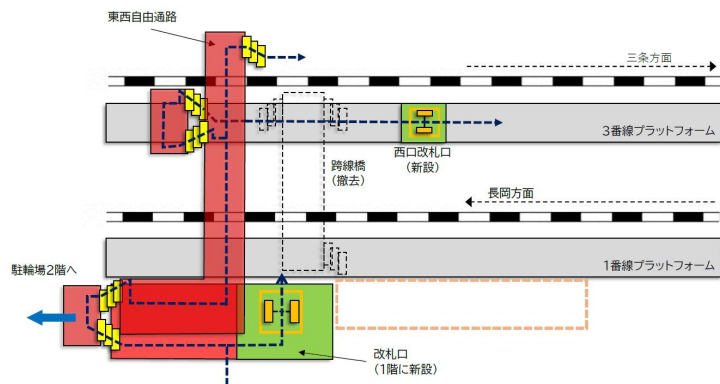 東西自由通路
三条方面
3番線プラットフォーム
西口改札口
（新設）
跨線橋
（撤去）
長岡方面
1番線プラットフォーム
駐輪場2階へ
改札口
（1階に新設）